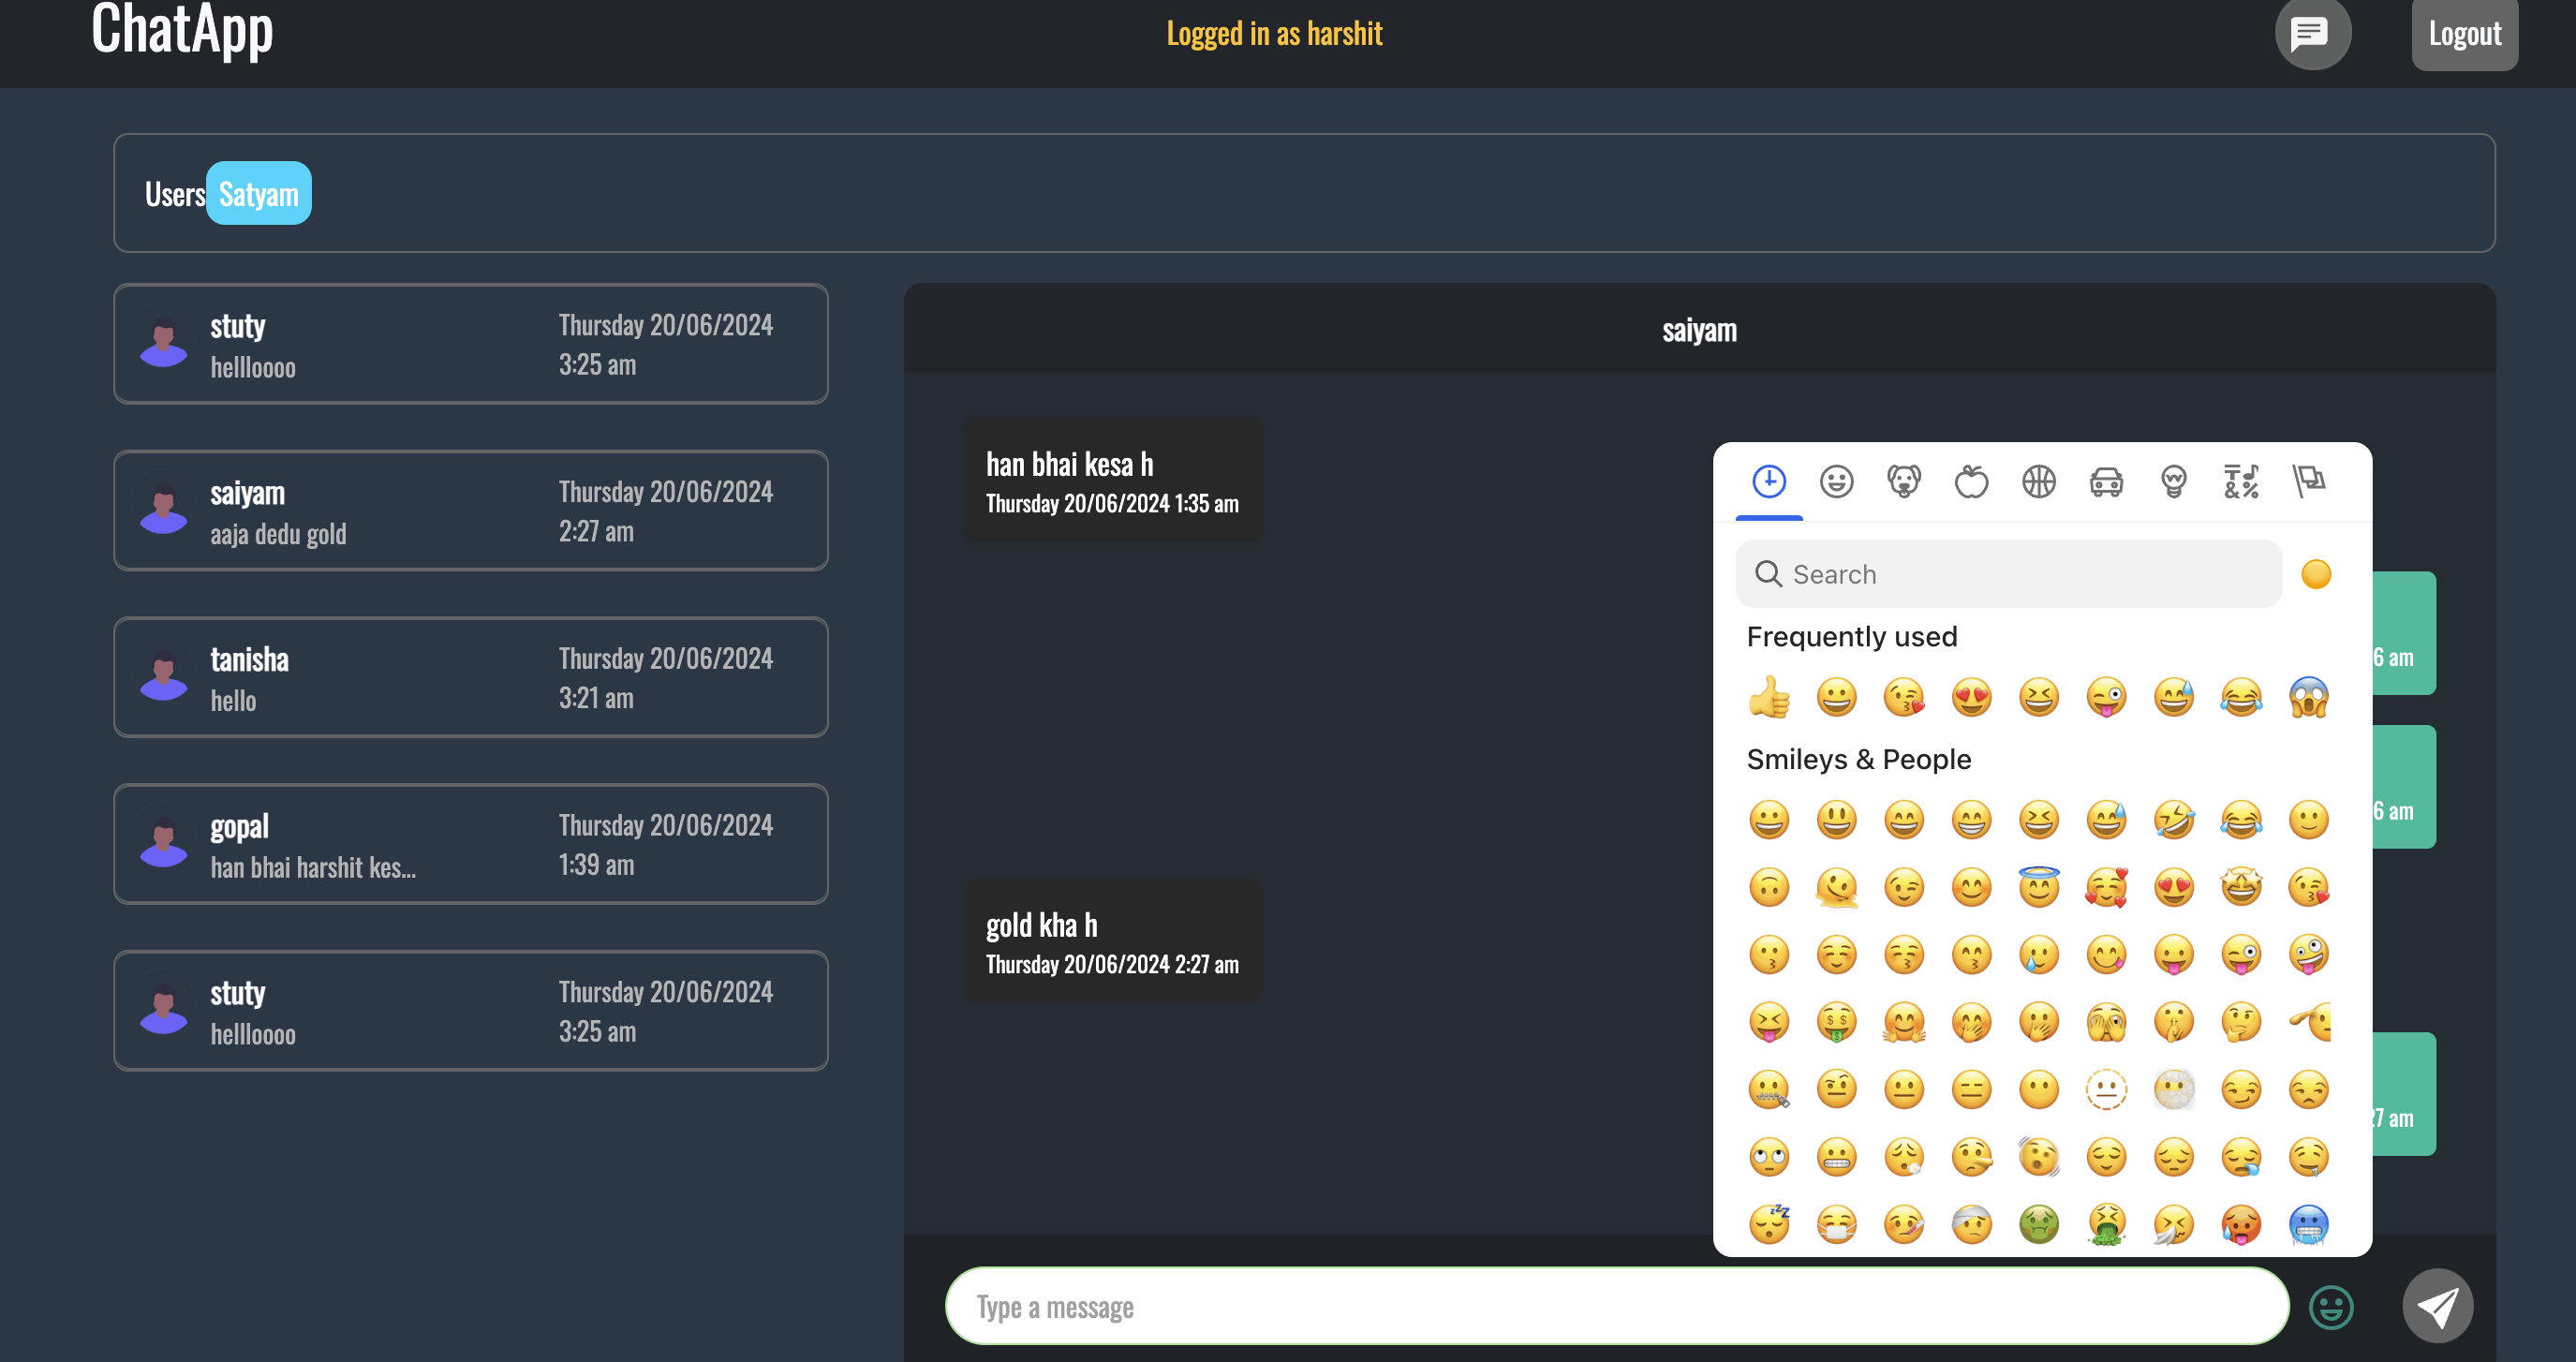 ChatApp
Logged in as harshit
Logout
Users Satyam
stuty
Thursday 20/06/2024
3:25 am
hellloooo
saiyam
Thursday 20/06/2024
2:27 am
aaja dedu gold
tanisha
Thursday 20/06/2024
3:21 am
hello
gopal
Thursday 20/06/2024
1:39 am
han bhai harshit kes...
stuty
Thursday 20/06/2024
3:25 am
hellloooo
saiyam
han bhai kesa h
Thursday 20/06/2024 1:35 am
Search
Frequently used
6 am
Smileys & People
6 am
gold kha h
Thursday 20/06/2024 2:27 am
27 am
Type a message